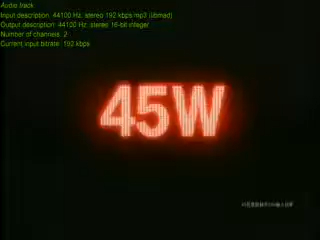 Audio track
Input description: 44100 Hz, stereo 192 kbps mp3 (libmad)
Output description: 44100 Hz, stereo 16-bit integer
Number of channels: 2
Current input bitrate: 192 kbps
45W